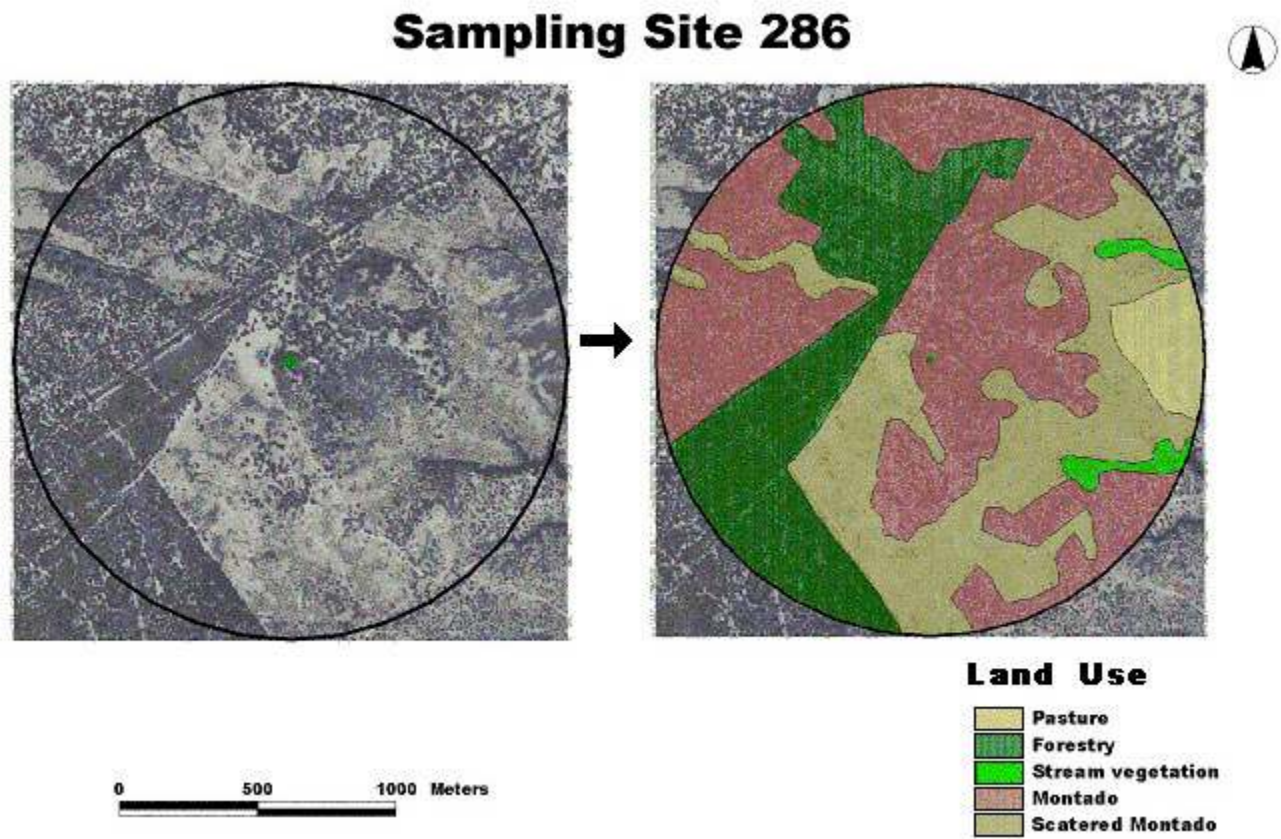 Sampling Site 286
Land Use
Pasture
Forestry
Stream vegetation
Montado
Scatered Montado
0 500 1000 Meters